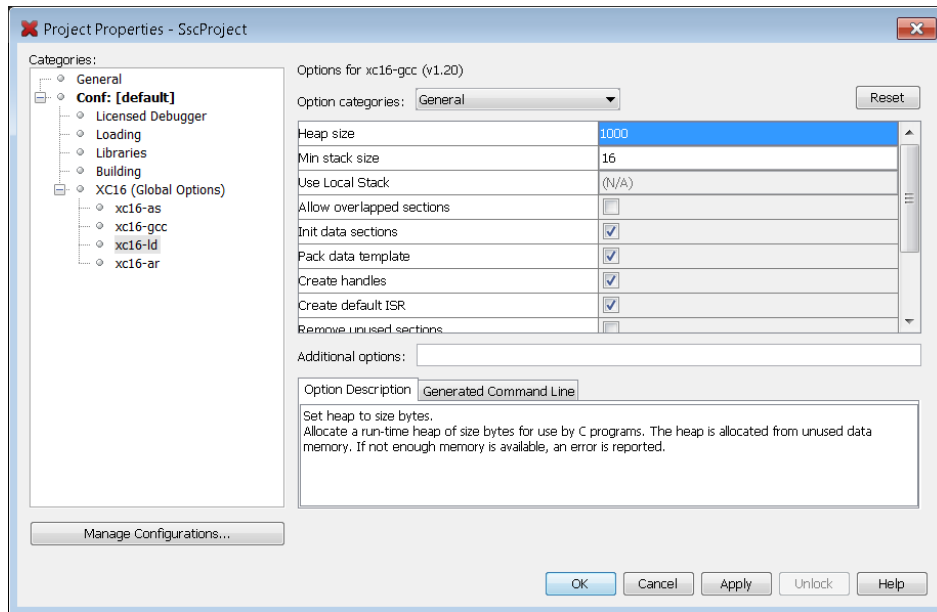 Project Properties - SscProject
Categories:
General
Conf: [default]
Licensed Debugger
Loading
Libraries
Building
XC16 (Global Options)
xc16-as
xc16-gcc
xc16-ld
xc16-ar
Manage Configurations...
Options for xc16-gcc (v1.20)
Option categories: General
Reset
Heap size 1000
Min stack size 16
Use Local Stack (N/A)
Allow overlapped sections
Init data sections
Pack data template
Create handles
Create default ISR
Remove unused sections
Additional options:
Option Description Generated Command Line
Set heap to size bytes.
Allocate a run-time heap of size bytes for use by C programs. The heap is allocated from unused data
memory. If not enough memory is available, an error is reported.
OK Cancel Apply Unlock Help